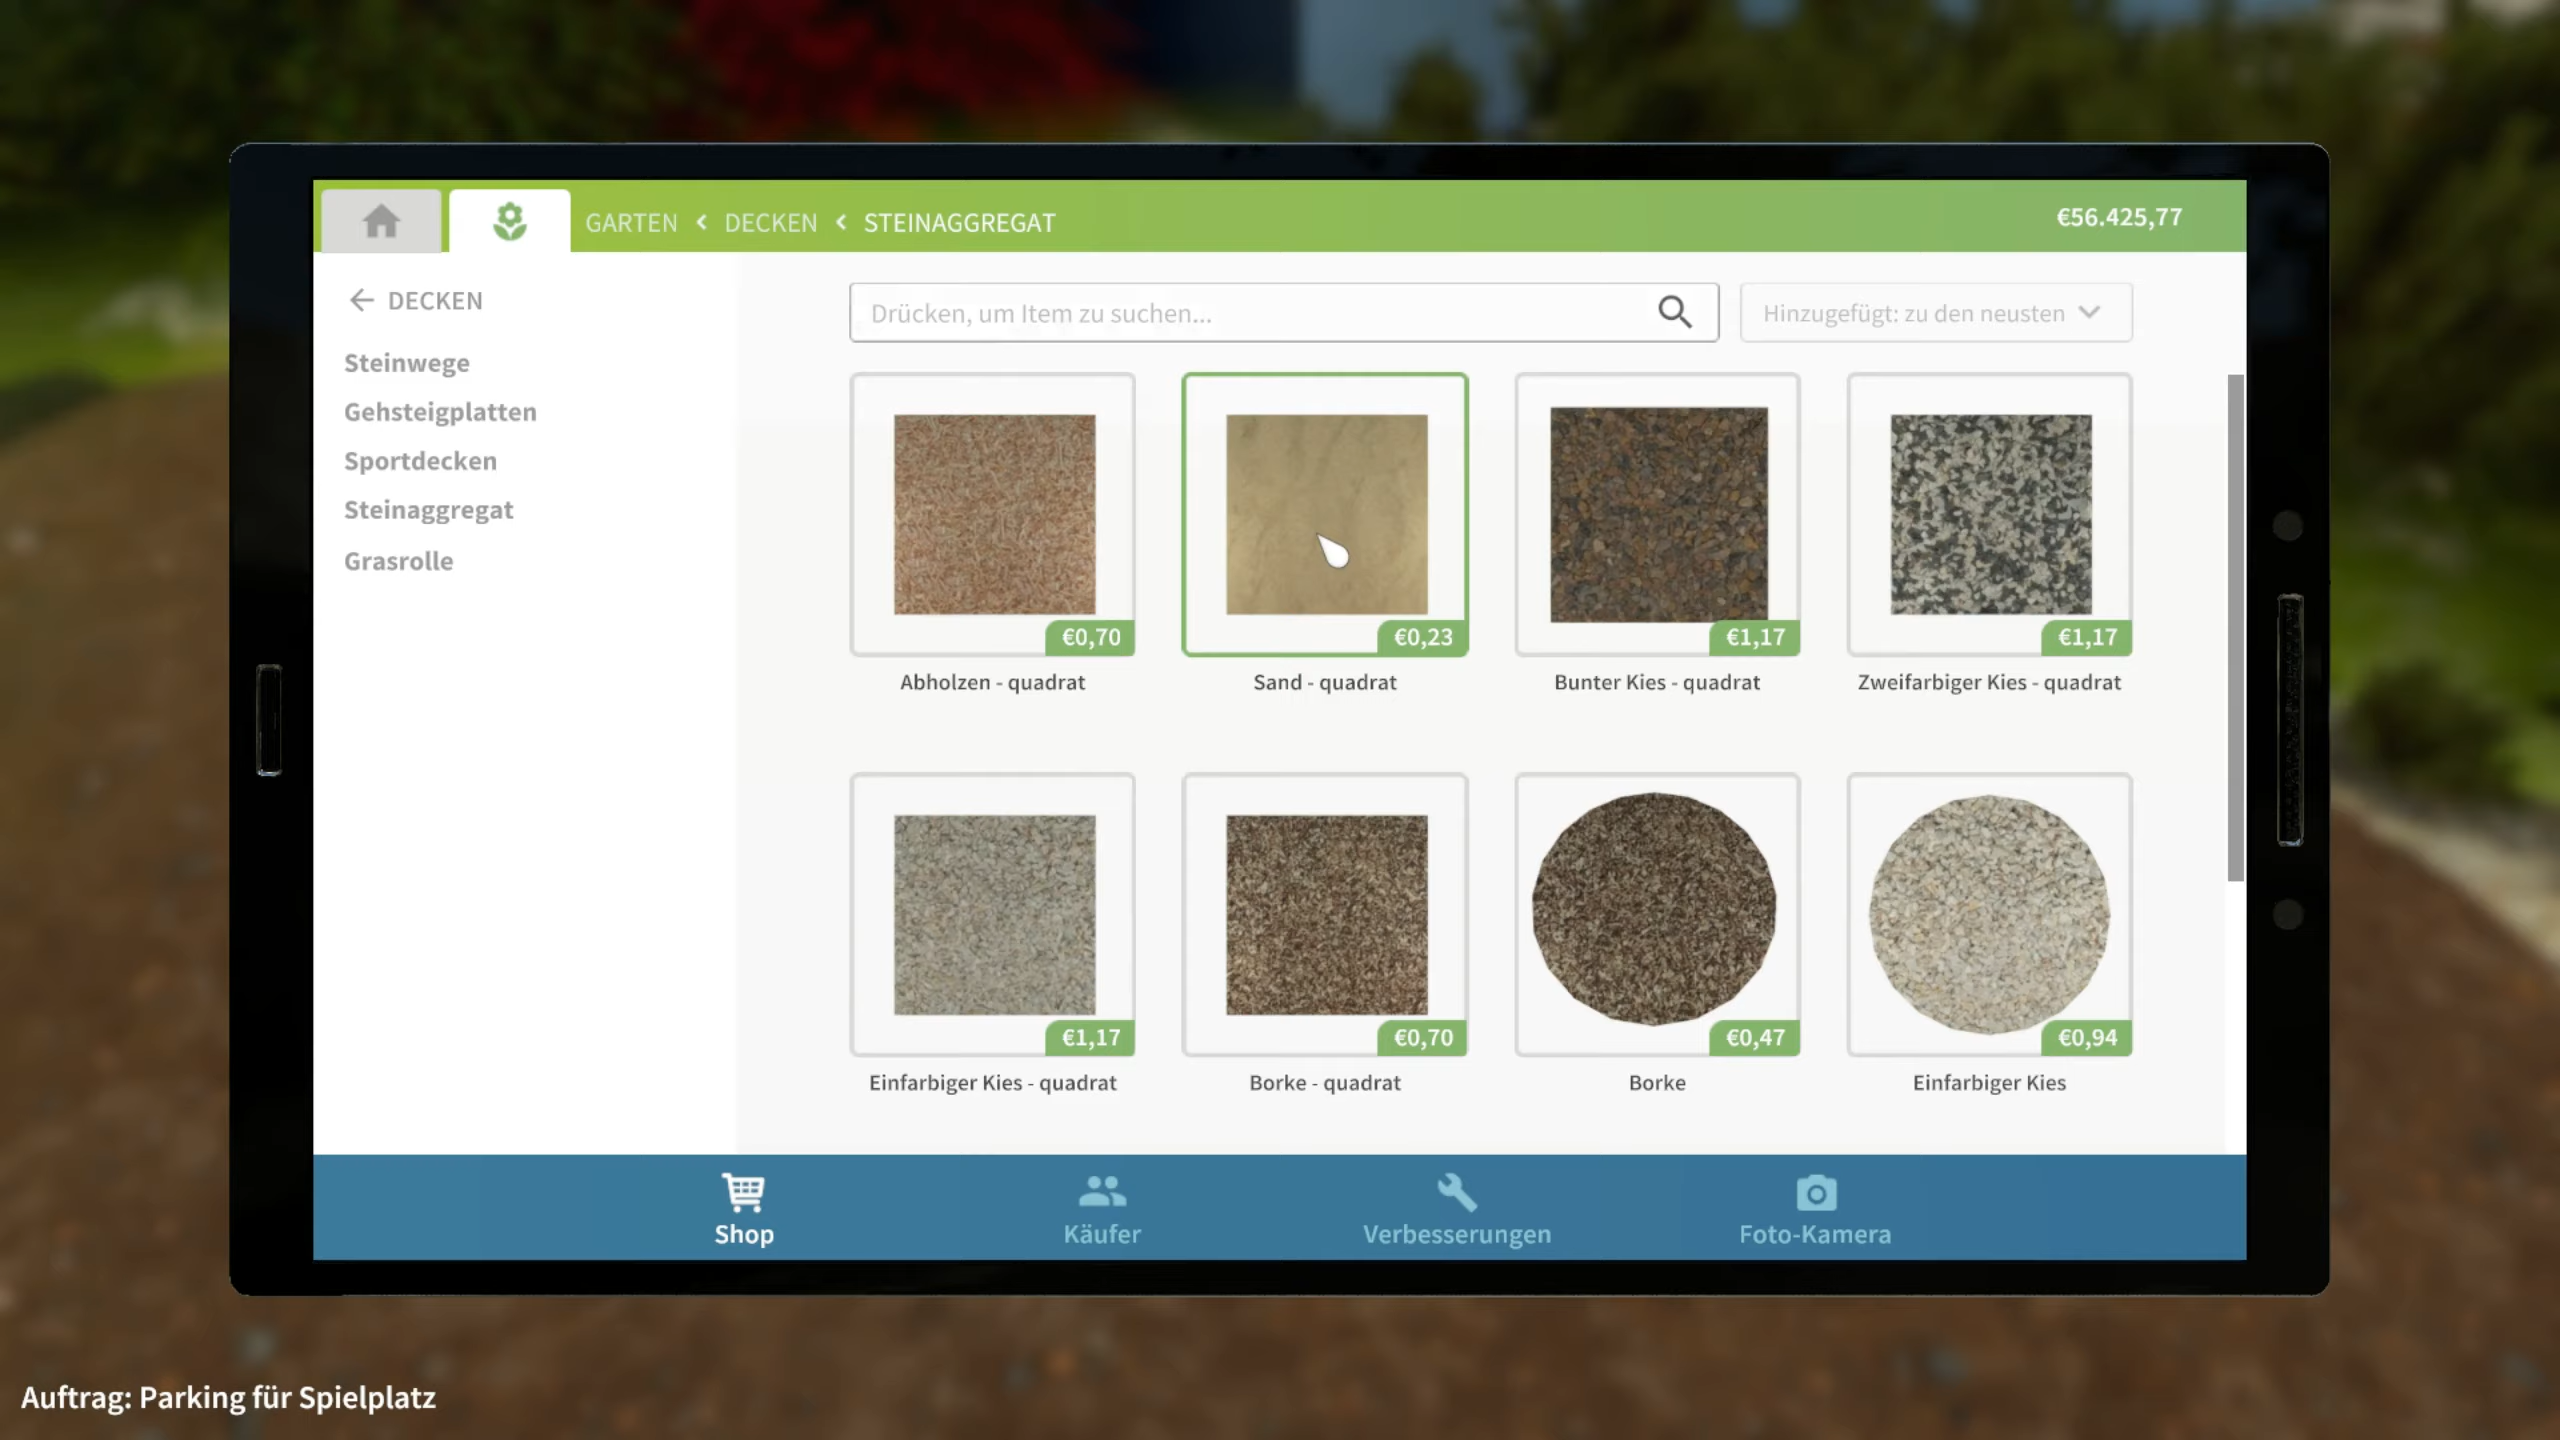 GARTEN < DECKEN < STEINAGGREGAT
€56.425,77
DECKEN
Steinwege
Gehsteigplatten
Sportdecken
Steinaggregat
Grasrolle
Drücken, um Item zu suchen...
Hinzugefügt: zu den neusten
€0,70
€0,23
€1,17
€1,17
Abholzen - quadrat
Sand - quadrat
Bunter Kies - quadrat
Zweifarbiger Kies - quadrat
€1,17
€0,70
€0,47
€0,94
Einfarbiger Kies - quadrat
Borke - quadrat
Borke
Einfarbiger Kies
Shop
Käufer
Verbesserungen
Foto-Kamera
Auftrag: Parking für Spielplatz